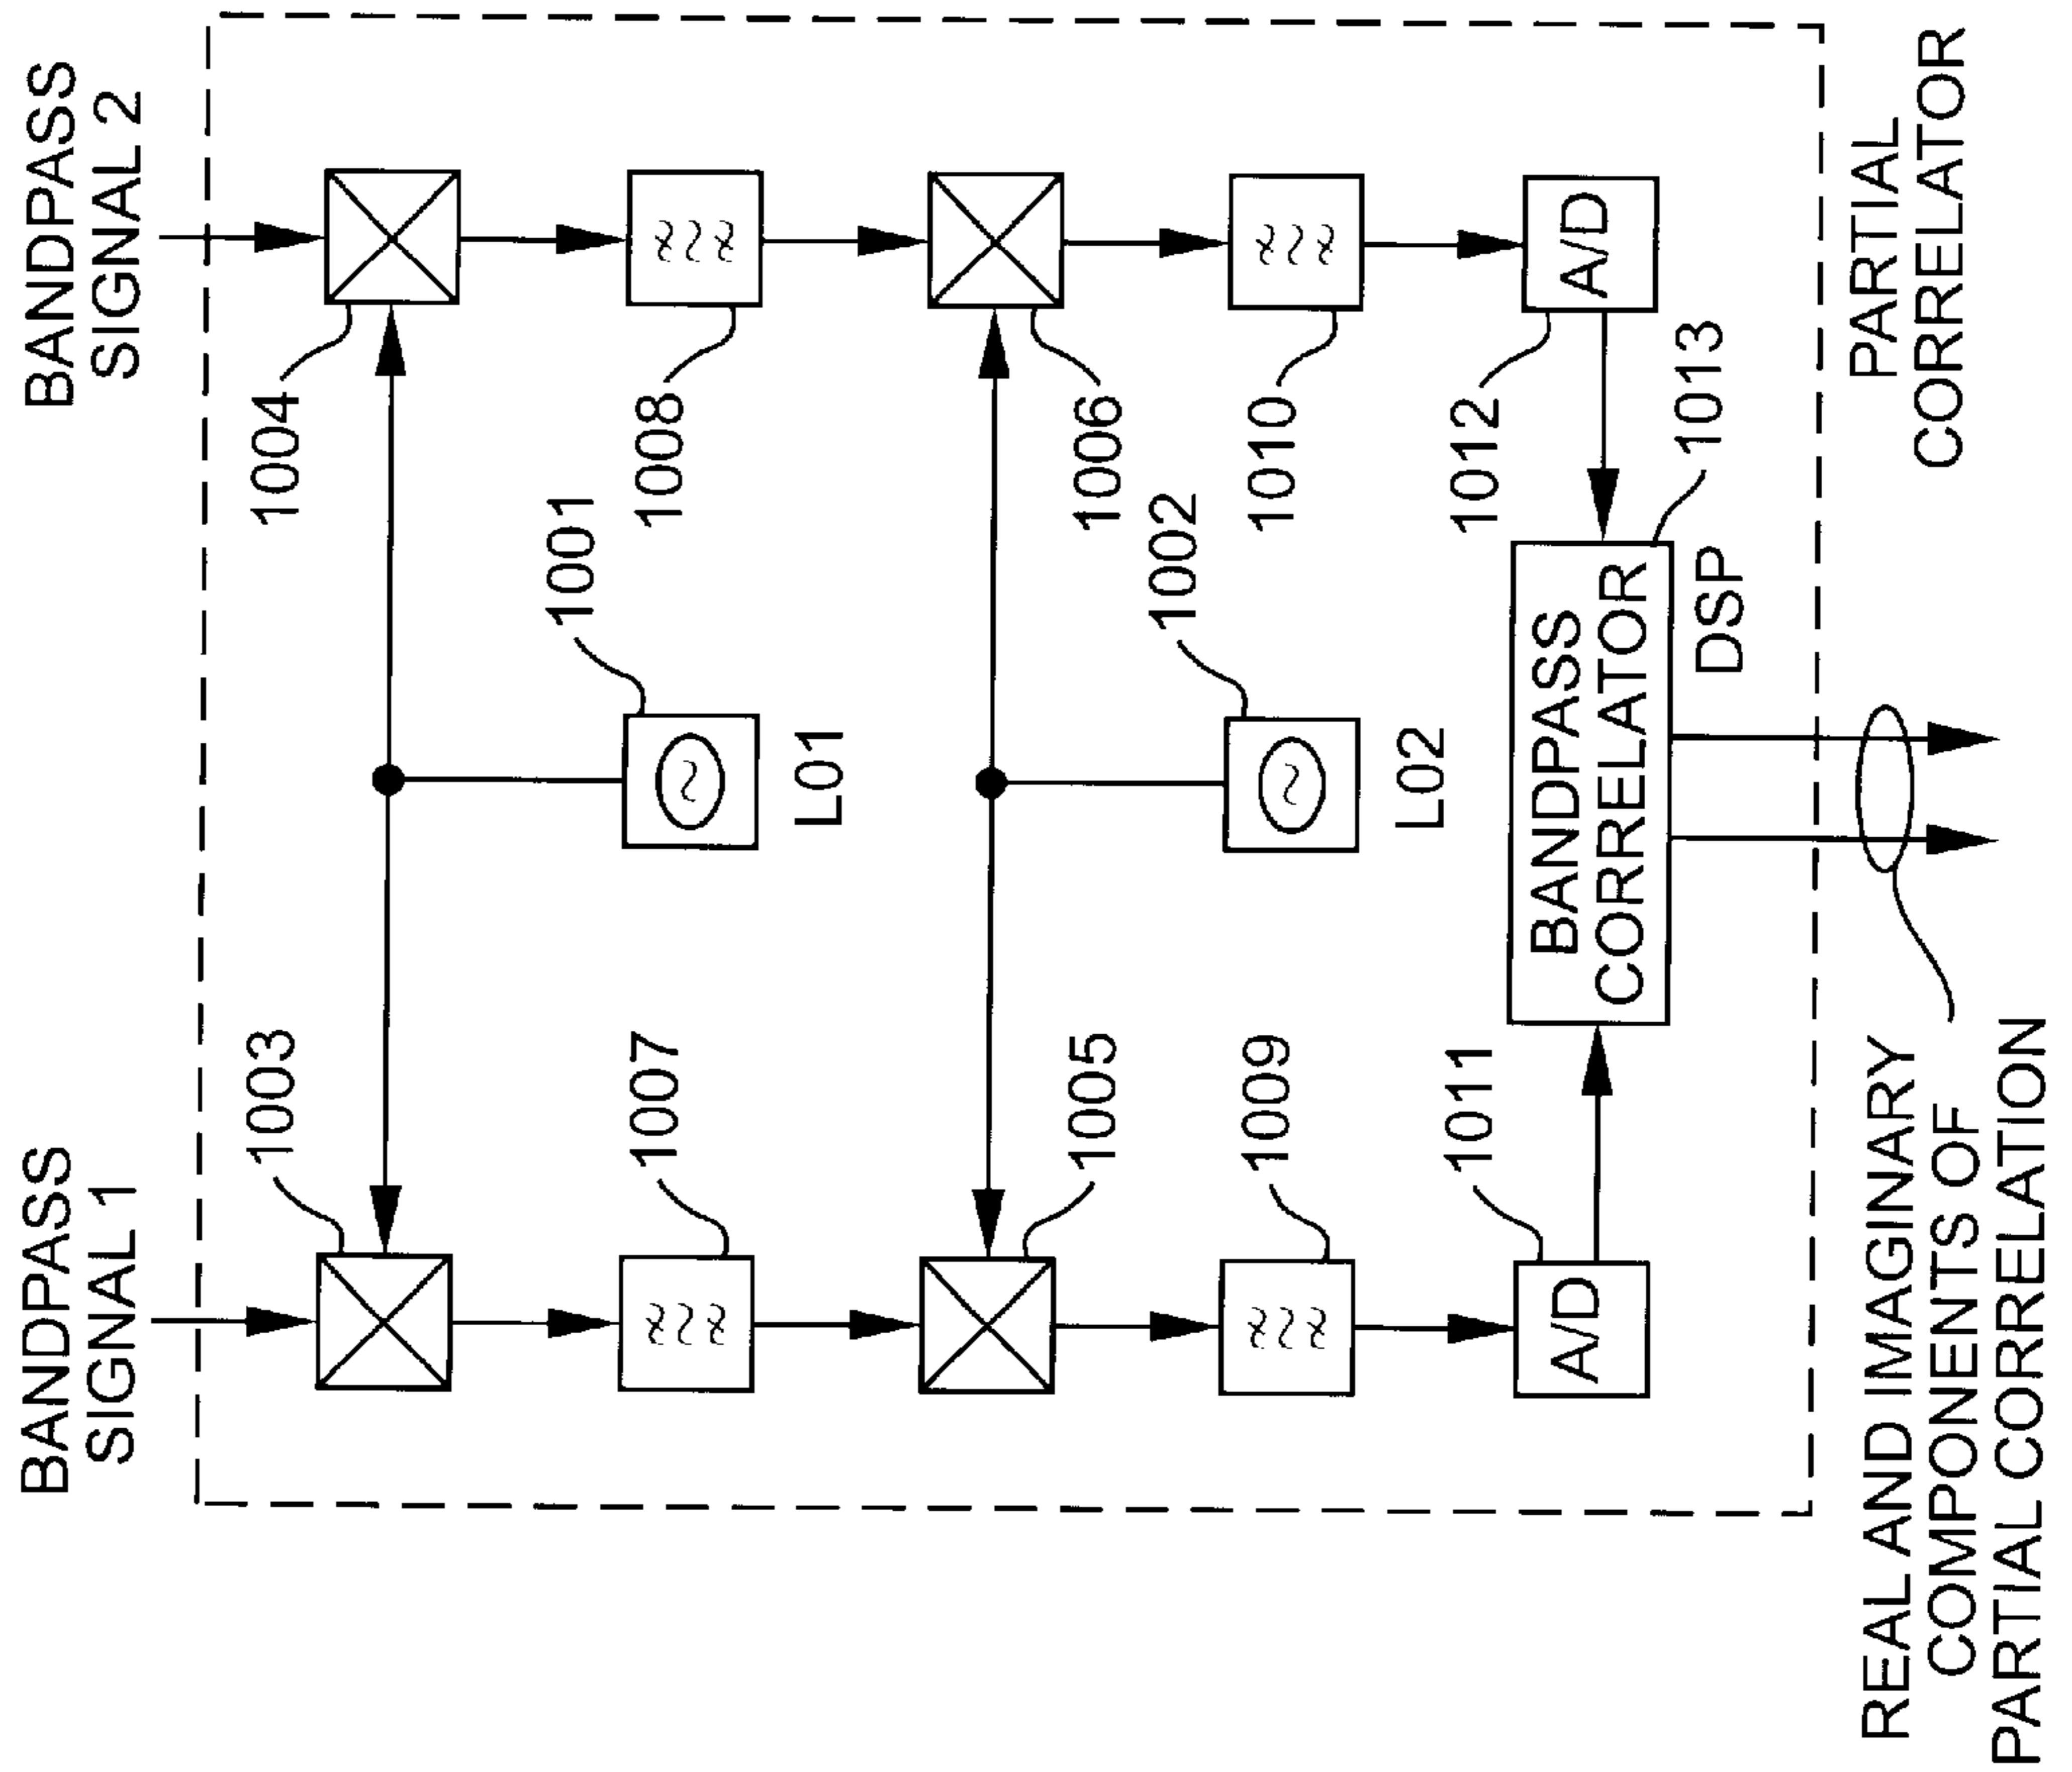 BANDPASS
SIGNAL 1
BANDPASS
SIGNAL 2
1003
1004
1001
L01
1007
1008
1005
1006
1002
L02
1009
1010
1011
A/D
1012
A/D
BANDPASS
CORRELATOR
1013
DSP
PARTIAL
CORRELATOR
REAL AND IMAGINARY
COMPONENTS OF
PARTIAL CORRELATION